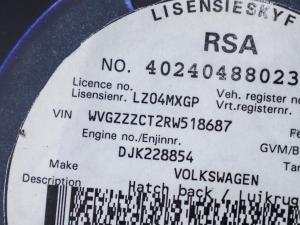 LISENSIESKYF
RSA
NO. 40240488023
Licence no.
Lisensienr. LZ04MXGP
Veh. register no
Vrt.registernr.
VIN WVGZZZCT2RW518687
Engine no./Enjinnr.
DJK228854
GVM/B
Make VOLKSWAGEN
Description Hatch back / Luikrug